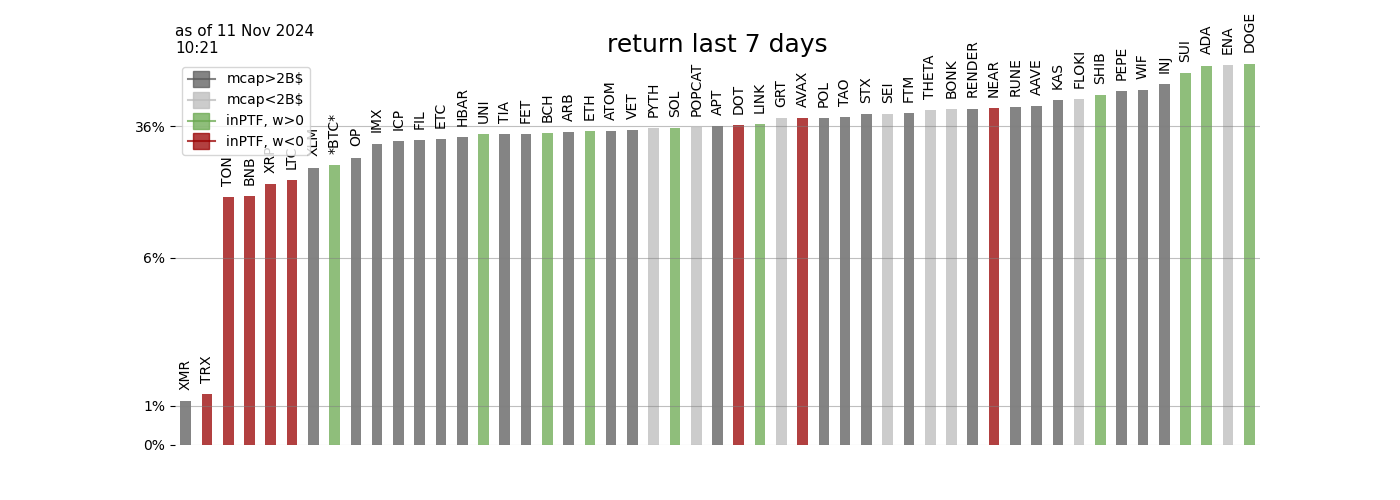 as of 11 Nov 2024
10:21
return last 7 days
mcap>2B$
mcap<2B$
inPTF, w>0
inPTF, w<0
36%
6%
1%
0%
XMR
TRX
TON
BNB
XRP
LTC
XLM
*BTC*
OP
IMX
ICP
FIL
ETC
HBAR
UNI
TIA
FET
BCH
ARB
ETH
ATOM
VET
PYTH
SOL
POPCAT
APT
DOT
LINK
GRT
AVAX
POL
TAO
STX
SEI
FTM
THETA
BONK
RENDER
NEAR
RUNE
AAVE
KAS
FLOKI
SHIB
PEPE
WIF
INJ
SUI
ADA
ENA
DOGE